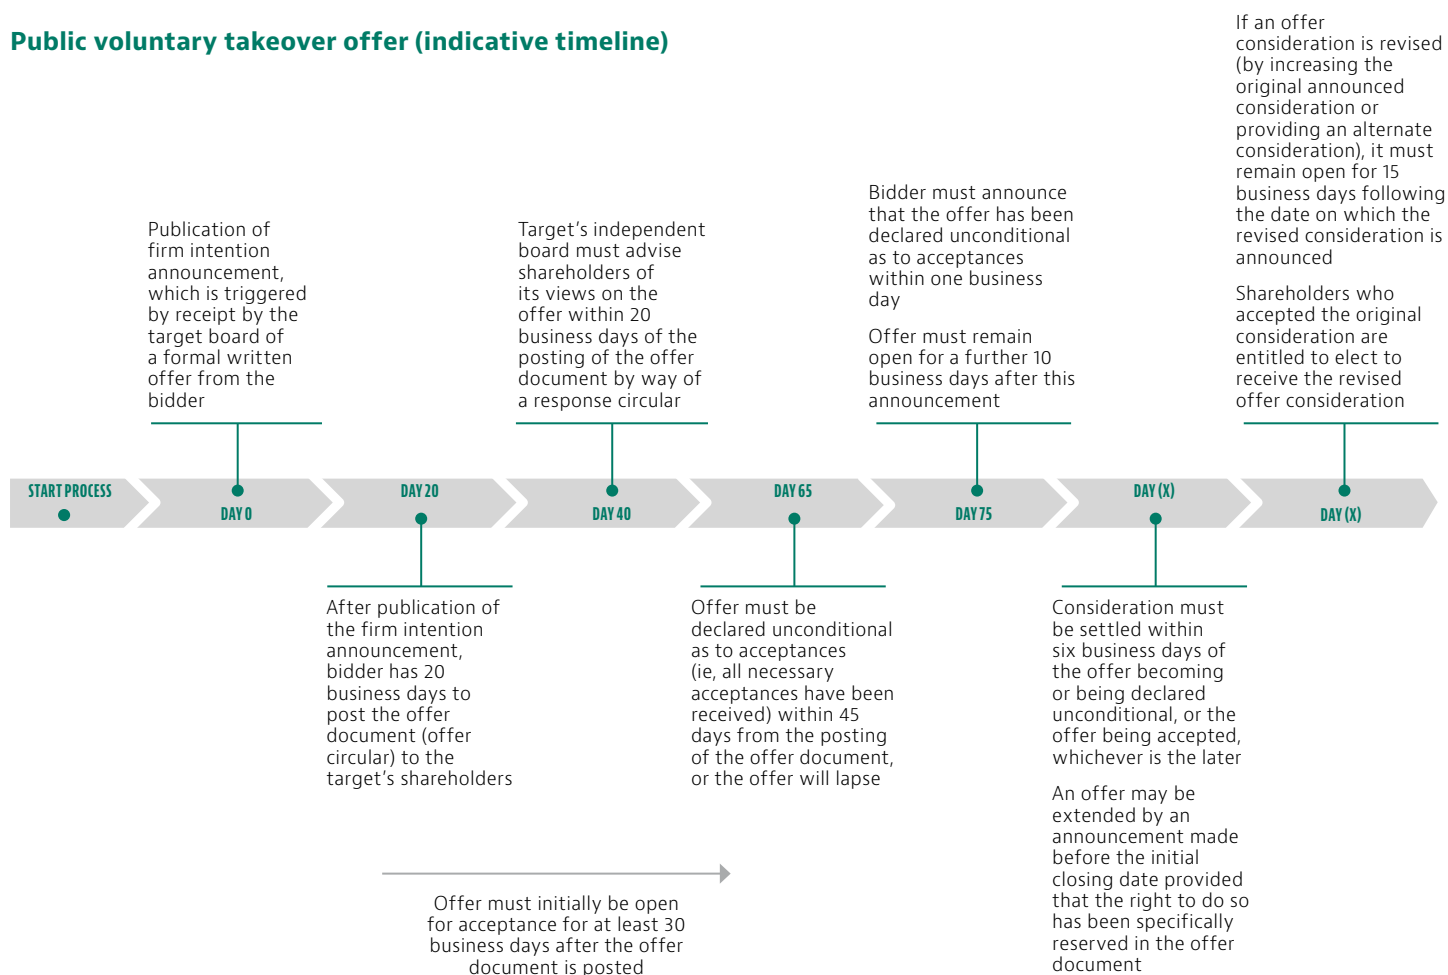 Public voluntary takeover offer (indicative timeline)
If an offer
consideration is revised
(by increasing the
original announced
consideration or
providing an alternate
consideration), it must
remain open for 15
business days following
the date on which the
revised consideration is
announced
Shareholders who
accepted the original
consideration are
entitled to elect to
receive the revised
offer consideration
Publication of
firm intention
announcement,
which is triggered
by receipt by the
target board of
a formal written
offer from the
bidder
Target's independent
board must advise
shareholders of
its views on the
offer within 20
business days of the
posting of the offer
document by way of
a response circular
Bidder must announce
that the offer has been
declared unconditional
as to acceptances
within one business
day
Offer must remain
open for a further 10
business days after this
announcement
START PROCESS
DAY 0
DAY 20
DAY 40
DAY 65
DAY 75
DAY (X)
DAY (X)
After publication of
the firm intention
announcement,
bidder has 20
business days to
post the offer
document (offer
circular) to the
target's shareholders
Offer must be
declared unconditional
as to acceptances
(ie, all necessary
acceptances have been
received) within 45
days from the posting
of the offer document,
or the offer will lapse
Consideration must
be settled within
six business days of
the offer becoming
or being declared
unconditional, or the
offer being accepted,
whichever is the later
An offer may be
extended by an
announcement made
before the initial
closing date provided
that the right to do so
has been specifically
reserved in the offer
document
Offer must initially be open
for acceptance for at least 30
business days after the offer
document is posted